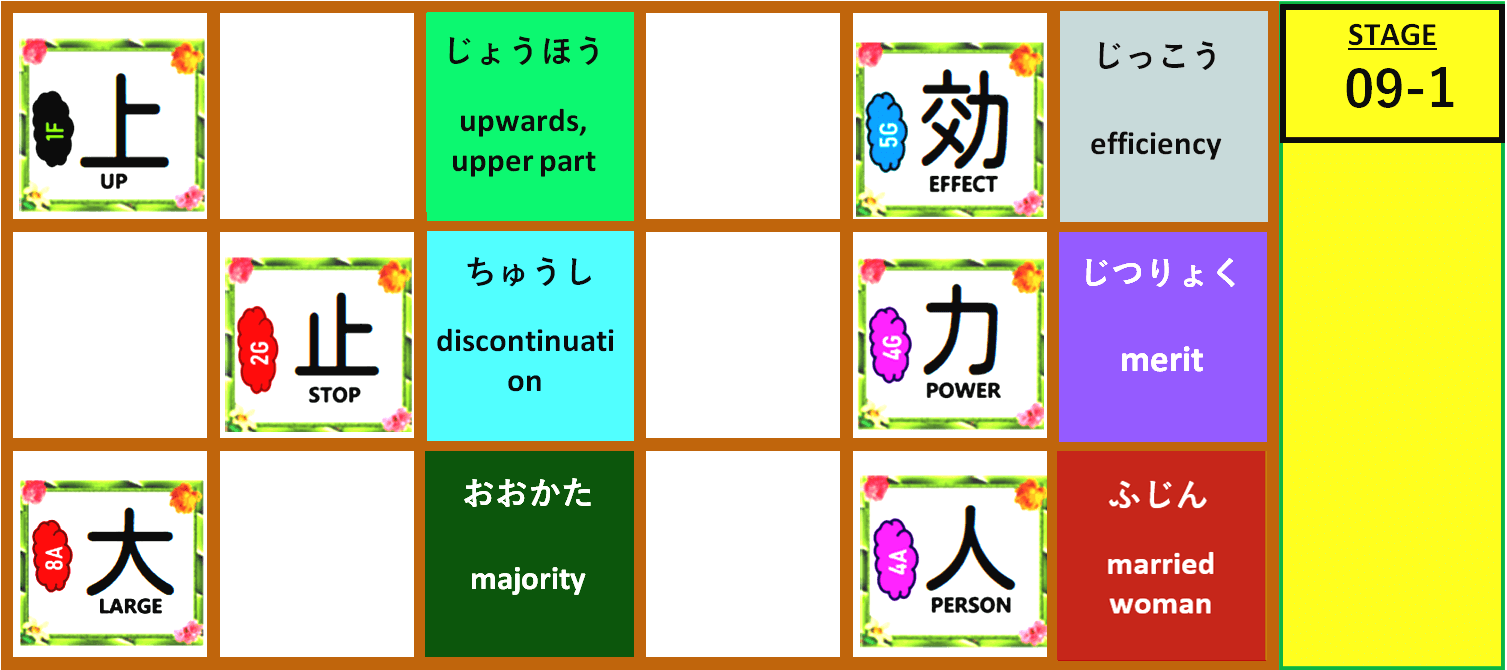 1F
上
UP
じょうほう
upwards,
upper part
5G
効
EFFECT
じっこう
efficiency
STAGE
09-1
2G
止
STOP
ちゅうし
discontinuati
on
4G
力
POWER
じつりょく
merit
8A
大
LARGE
おおかた
majority
4A
人
PERSON
ふじん
married
woman